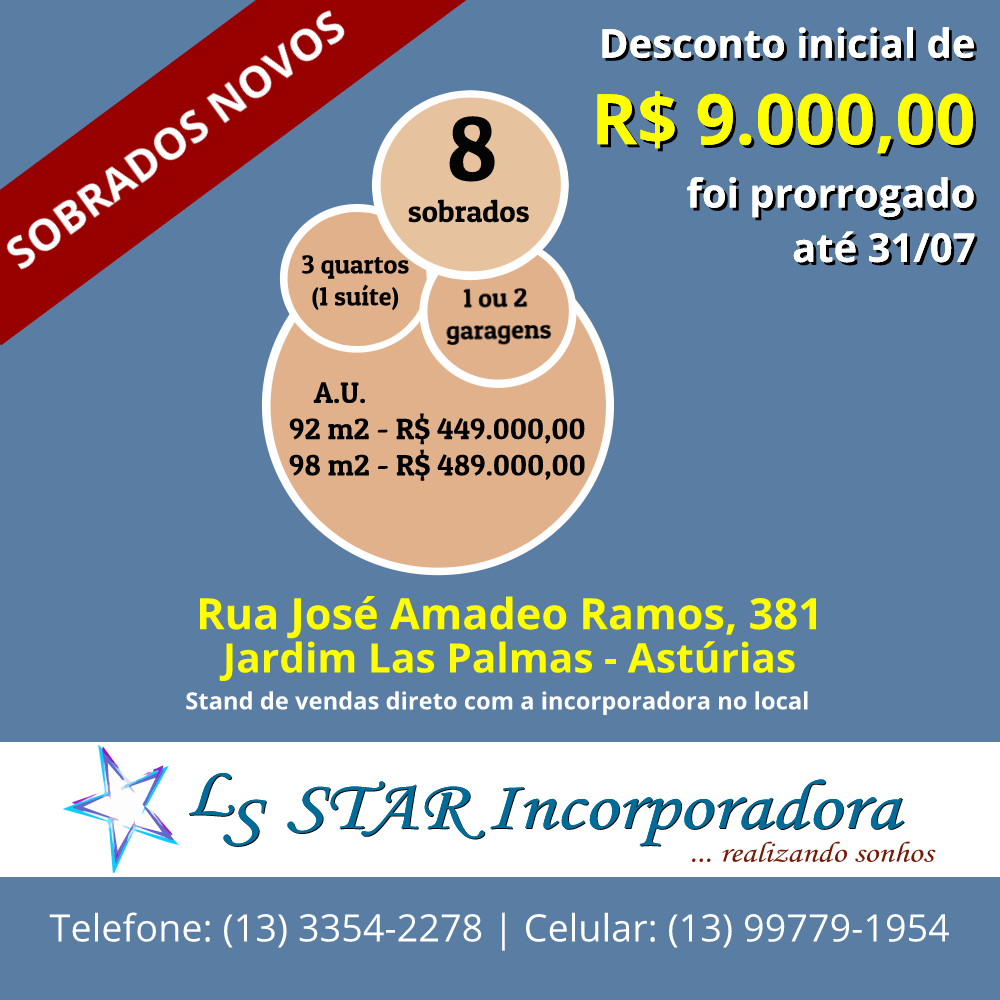 SOBRADOS NOVOS
Desconto inicial de
R$ 9.000,00
foi prorrogado
até 31/07
8
sobrados
3 quartos
(1 suíte)
1 ou 2
garagens
A.U.
92 m2 - R$ 449.000,00
98 m2 - R$ 489.000,00
Rua José Amadeo Ramos, 381
Jardim Las Palmas - Astúrias
Stand de vendas direto com a incorporadora no local
LS STAR Incorporadora
... realizando sonhos
Telefone: (13) 3354-2278 | Celular: (13) 99779-1954